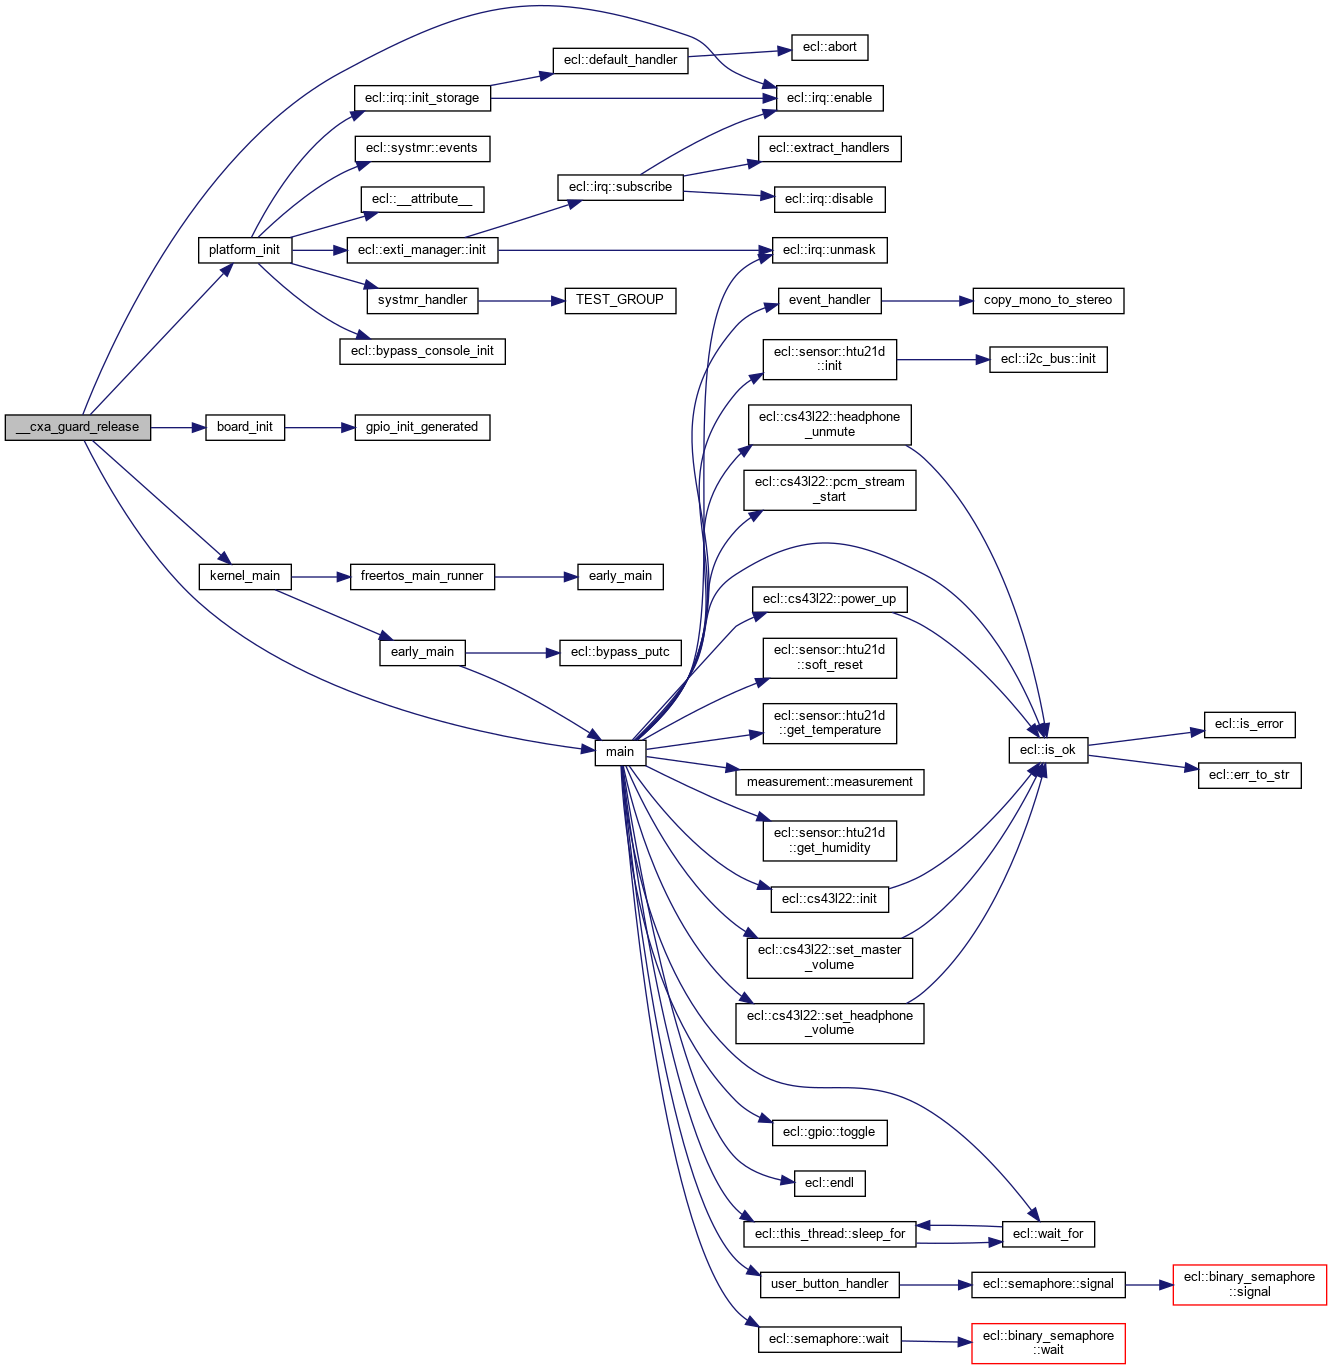 __cxa_guard_release
platform_init
board_init
kernel_main
ecl::irq::init_storage
ecl::systmr::events
ecl::__attribute__
ecl::exti_manager::init
systmr_handler
ecl::bypass_console_init
gpio_init_generated
freertos_main_runner
early_main
ecl::default_handler
ecl::irq::subscribe
TEST_GROUP
early_main
ecl::bypass_putc
main
ecl::abort
ecl::irq::enable
ecl::extract_handlers
ecl::irq::disable
ecl::irq::unmask
event_handler
ecl::sensor::htu21d
::init
ecl::cs43l22::headphone
_unmute
ecl::cs43l22::pcm_stream
_start
ecl::cs43l22::power_up
ecl::sensor::htu21d
::soft_reset
ecl::sensor::htu21d
::get_temperature
measurement::measurement
ecl::sensor::htu21d
::get_humidity
ecl::cs43l22::init
ecl::cs43l22::set_master
_volume
ecl::cs43l22::set_headphone
_volume
ecl::gpio::toggle
ecl::endl
ecl::this_thread::sleep_for
user_button_handler
ecl::semaphore::wait
copy_mono_to_stereo
ecl::i2c_bus::init
ecl::is_ok
ecl::wait_for
ecl::semaphore::signal
ecl::binary_semaphore
::wait
ecl::is_error
ecl::err_to_str
ecl::binary_semaphore
::signal